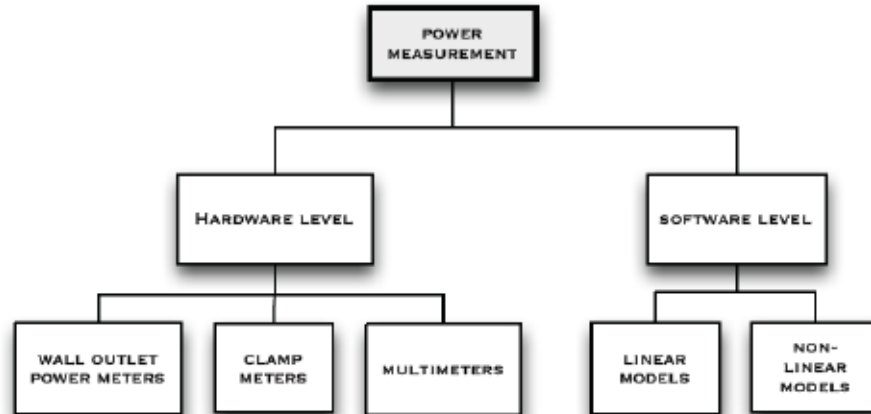 POWER
MEASUREMENT
HARDWARE LEVEL
SOFTWARE LEVEL
WALL OUTLET
POWER METERS
CLAMP
METERS
MULTIMETERS
LINEAR
MODELS
NON-
LINEAR
MODELS